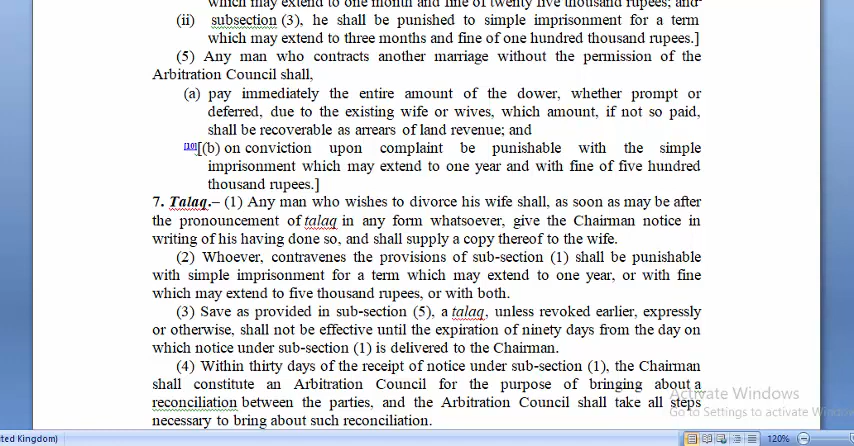 which may extend to one month and fine of twenty five thousand rupees; and
(ii) subsection (3), he shall be punished to simple imprisonment for a term
which may extend to three months and fine of one hundred thousand rupees.]
(5) Any man who contracts another marriage without the permission of the
Arbitration Council shall,
(a) pay immediately the entire amount of the dower, whether prompt or
deferred, due to the existing wife or wives, which amount, if not so paid,
shall be recoverable as arrears of land revenue; and
[10][(b) on conviction upon complaint be punishable with the simple
imprisonment which may extend to one year and with fine of five hundred
thousand rupees.]
7. Talaq.– (1) Any man who wishes to divorce his wife shall, as soon as may be after
the pronouncement of talaq in any form whatsoever, give the Chairman notice in
writing of his having done so, and shall supply a copy thereof to the wife.
(2) Whoever, contravenes the provisions of sub-section (1) shall be punishable
with simple imprisonment for a term which may extend to one year, or with fine
which may extend to five thousand rupees, or with both.
(3) Save as provided in sub-section (5), a talaq, unless revoked earlier, expressly
or otherwise, shall not be effective until the expiration of ninety days from the day on
which notice under sub-section (1) is delivered to the Chairman.
(4) Within thirty days of the receipt of notice under sub-section (1), the Chairman
shall constitute an Arbitration Council for the purpose of bringing about a
reconciliation between the parties, and the Arbitration Council shall take all steps
necessary to bring about such reconciliation.
Activate Windows
Go to Settings to activate Windows
ted Kingdom)
120%